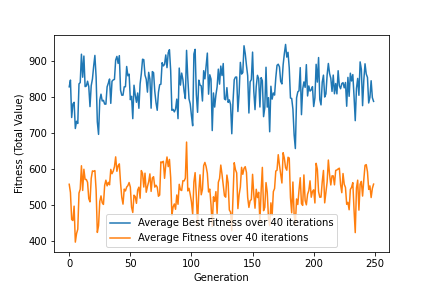 Fitness (Total Value)
900
800
700
600
500
400
Average Best Fitness over 40 iterations
Average Fitness over 40 iterations
0 50 100 150 200 250
Generation